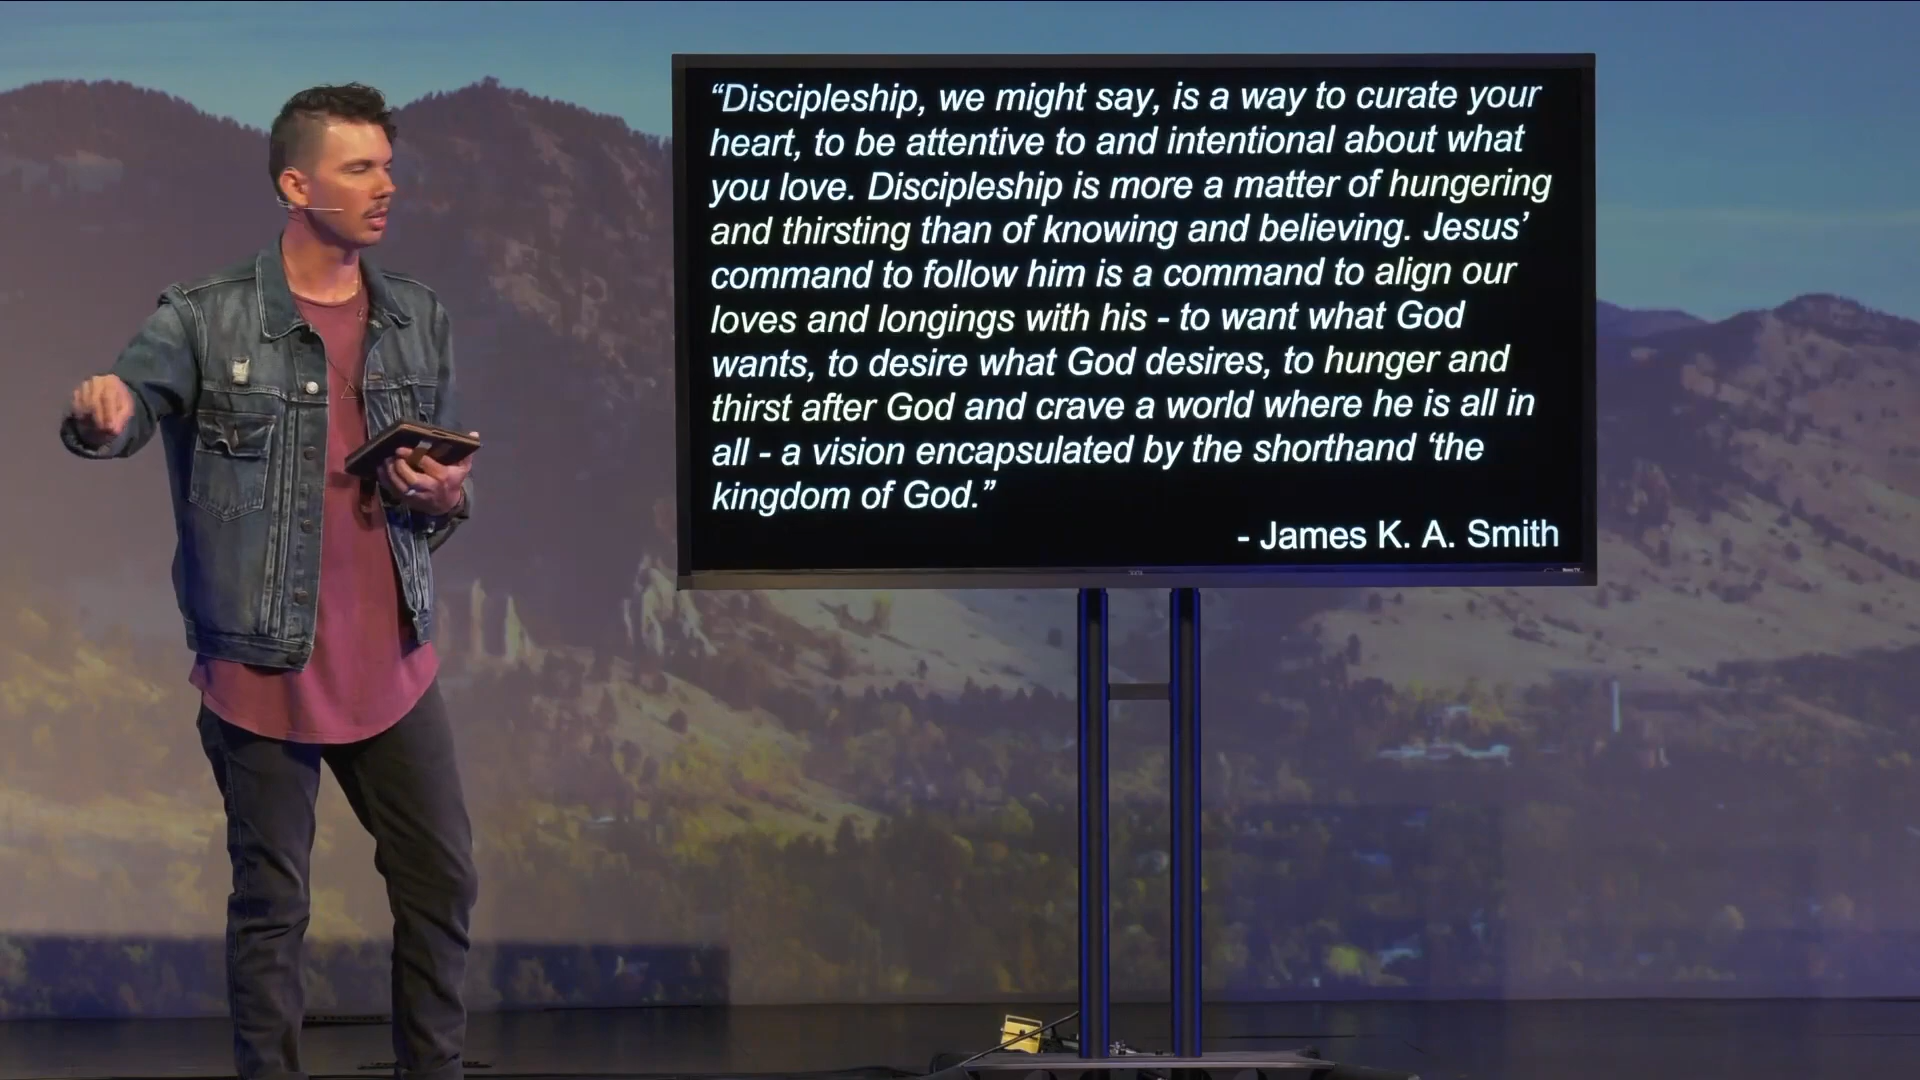 “Discipleship, we might say, is a way to curate your
heart, to be attentive to and intentional about what
you love. Discipleship is more a matter of hungering
and thirsting than of knowing and believing. Jesus’
command to follow him is a command to align our
loves and longings with his - to want what God
wants, to desire what God desires, to hunger and
thirst after God and crave a world where he is all in
all - a vision encapsulated by the shorthand ‘the
kingdom of God.”
- James K. A. Smith